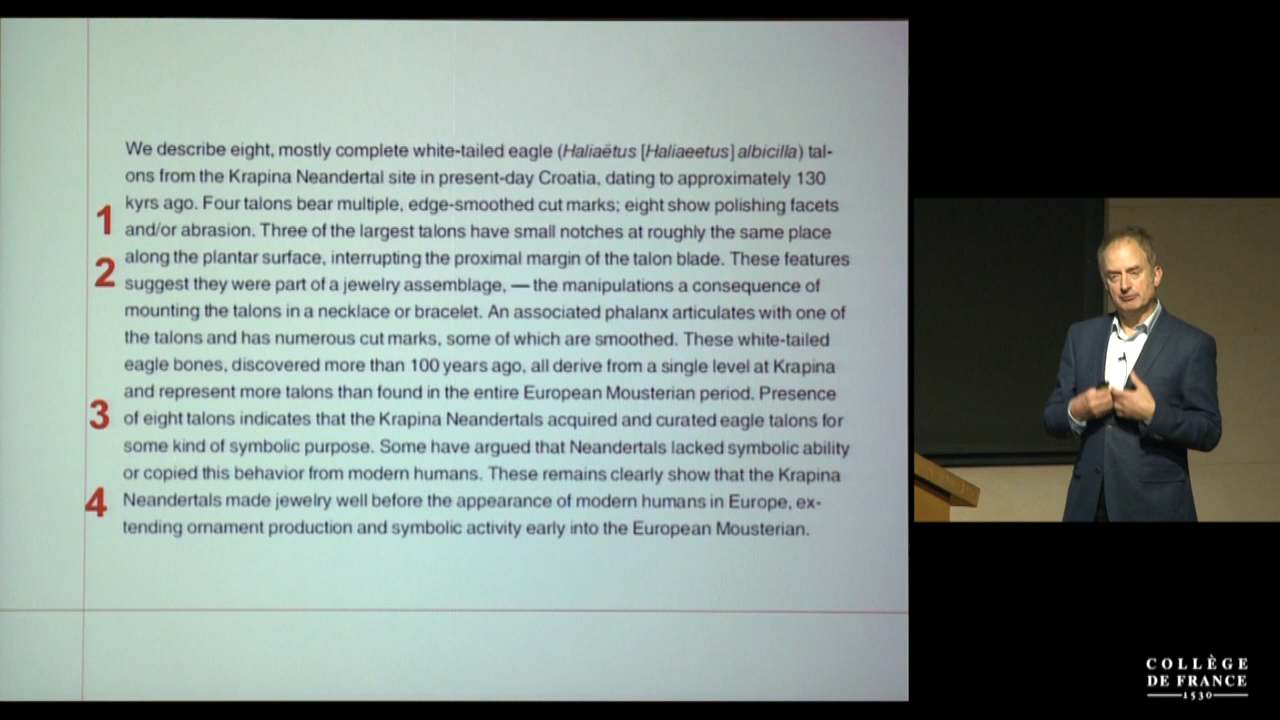 We describe eight, mostly complete white-tailed eagle (Haliaëtus [Haliaeetus] albicilla) tal-
ons from the Krapina Neandertal site in present-day Croatia, dating to approximately 130
kyrs ago. Four talons bear multiple, edge-smoothed cut marks; eight show polishing facets
1
and/or abrasion. Three of the largest talons have small notches at roughly the same place
along the plantar surface, interrupting the proximal margin of the talon blade. These features
2
suggest they were part of a jewelry assemblage, — the manipulations a consequence of
mounting the talons in a necklace or bracelet. An associated phalanx articulates with one of
the talons and has numerous cut marks, some of which are smoothed. These white-tailed
eagle bones, discovered more than 100 years ago, all derive from a single level at Krapina
and represent more talons than found in the entire European Mousterian period. Presence
3
of eight talons indicates that the Krapina Neandertals acquired and curated eagle talons for
some kind of symbolic purpose. Some have argued that Neandertals lacked symbolic ability
or copied this behavior from modern humans. These remains clearly show that the Krapina
4
Neandertals made jewelry well before the appearance of modern humans in Europe, ex-
tending ornament production and symbolic activity early into the European Mousterian.
COLLÈGE
DE FRANCE
1530